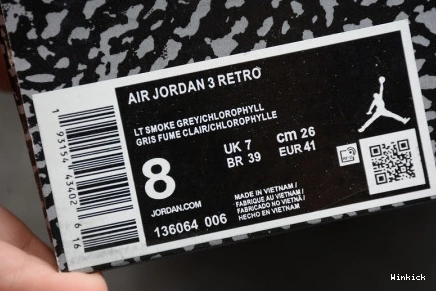 AIR JORDAN 3 RETRO
LT SMOKE GREY/CHLOROPHYLL
GRIS FUME CLAIR/CHLOROPHYLLE
8
UK 7
cm 26
BR 39
EUR 41
JORDAN.COM
136064 006
MADE IN VIETNAM /
FABRIQUE AU VIETNAM /
FABRICADO NO VIETNÃ /
HECHO EN VIETNAM
Winkick